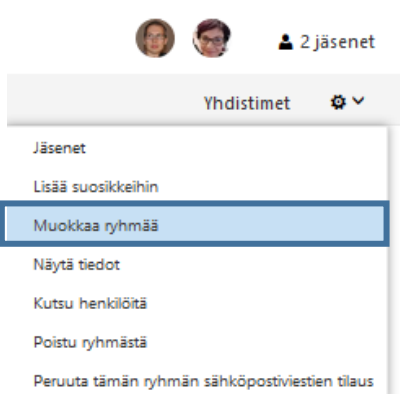 2 jäsenet
Yhdistimet
Jäsenet
Lisää suosikkeihin
Muokkaa ryhmää
Näytä tiedot
Kutsu henkilöitä
Poistu ryhmästä
Peruuta tämän ryhmän sähköpostiviestien tilaus